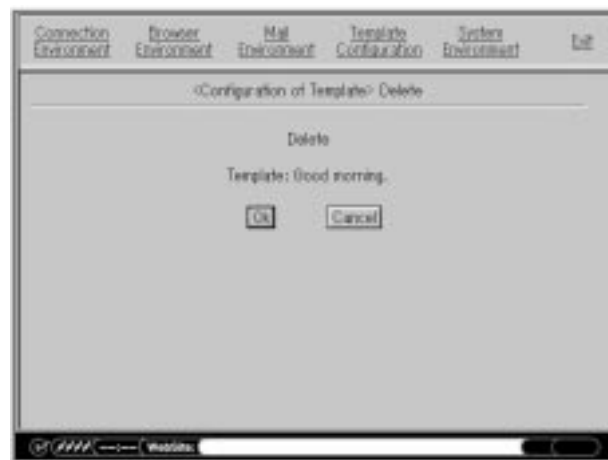 Connection Environment
Browser Environment
Mail Environment
Template Configuration
System Environment
Exit
<Configuration of Template> Delete
Delete
Template: Good morning.
Ok
Cancel
WebSite: